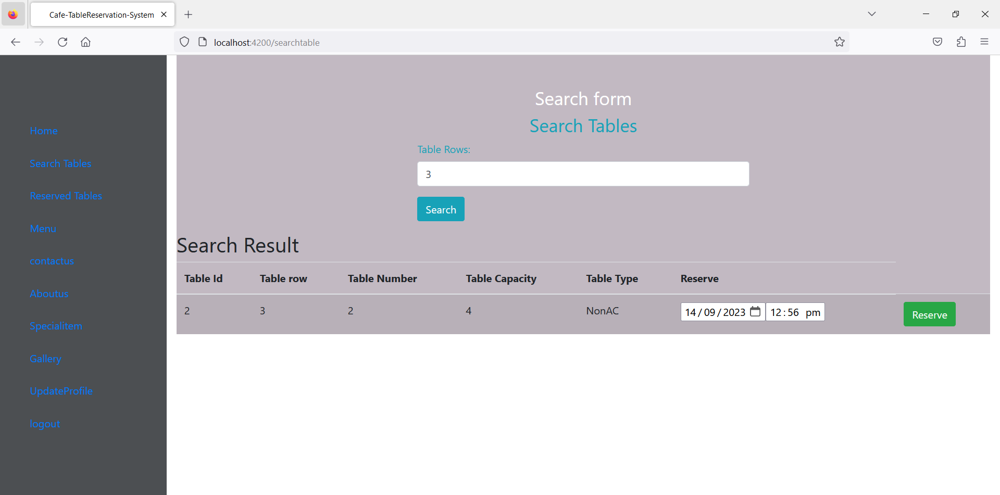 Cafe-TableReservation-System
localhost:4200/searchtable
Home
Search Tables
Reserved Tables
Menu
contactus
Aboutus
Specialitem
Gallery
UpdateProfile
logout
Search form
Search Tables
Table Rows:
3
Search
Search Result
Table Id Table row Table Number Table Capacity Table Type Reserve
2 3 2 4 NonAC 14/09/2023 12:56 pm Reserve